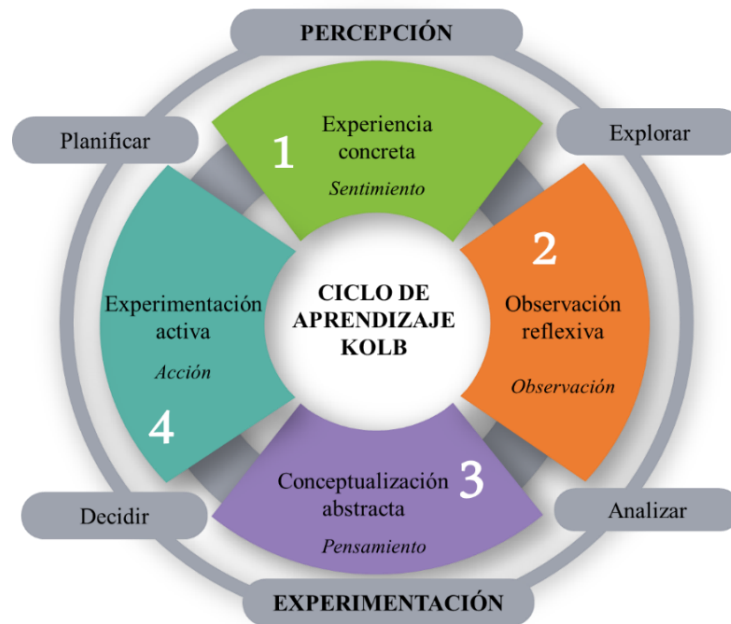 PERCEPCIÓN
Planificar
Explorar
1
Experiencia
concreta
Sentimiento
2
Observación
reflexiva
Observación
CICLO DE
APRENDIZAJE
KOLB
Experimentación
activa
Acción
4
Conceptualización
abstracta
3
Pensamiento
Decidir
Analizar
EXPERIMENTACIÓN